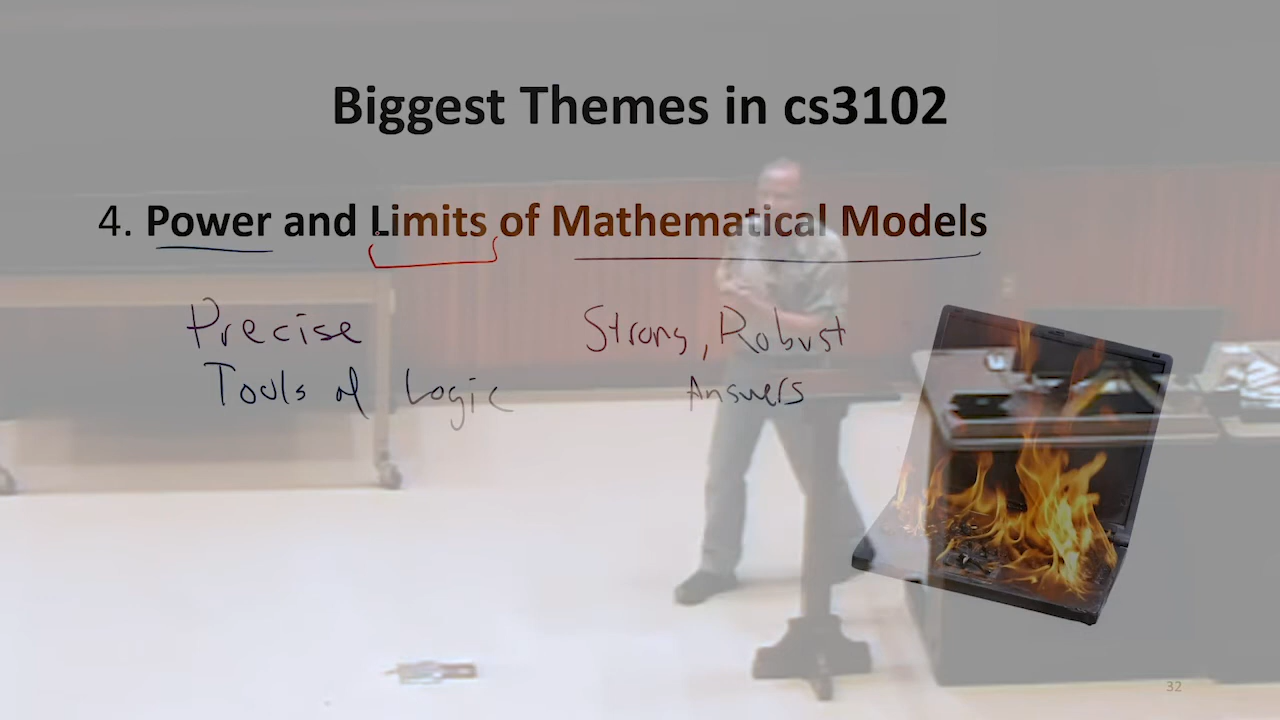 Biggest Themes in cs3102
4. Power and Limits of Mathematical Models
Precise
Strong, Robust
Tools of Logic
Answers
32